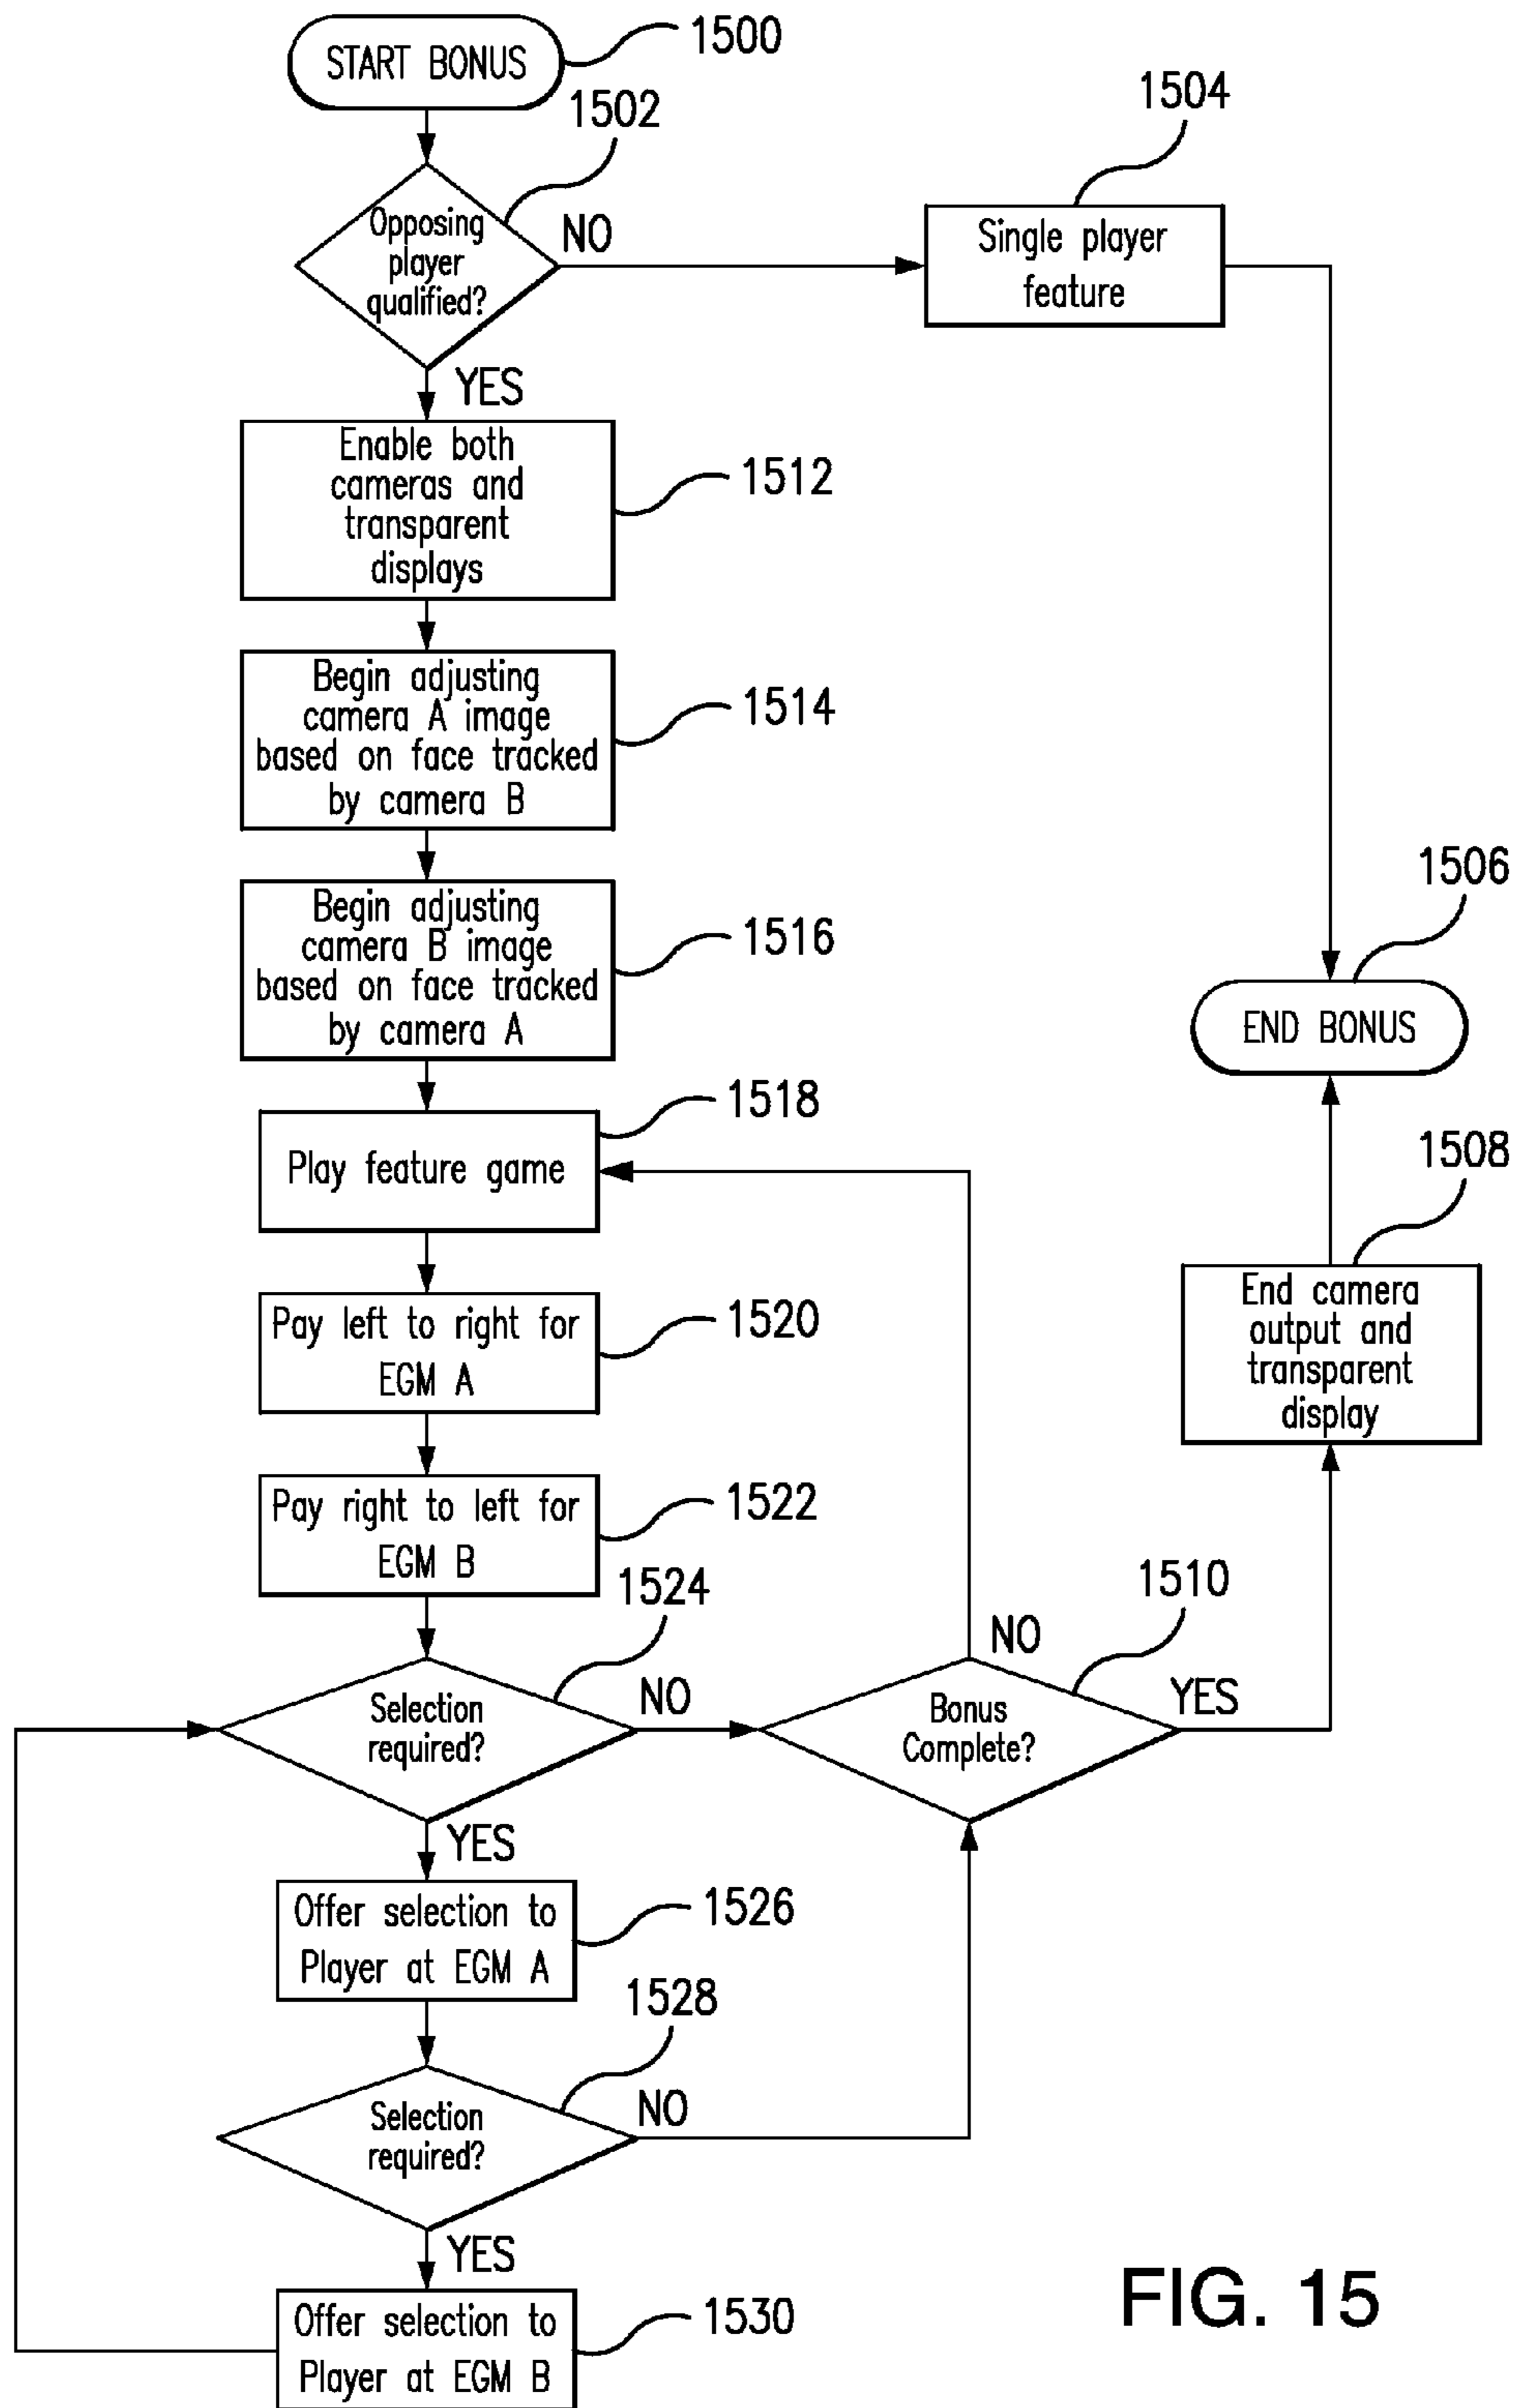 START BONUS
1500
1502
1504
Opposing
player
qualified?
NO
Single player
feature
YES
Enable both
cameras and
transparent
displays
1512
Begin adjusting
camera A image
based on face tracked
by camera B
1514
Begin adjusting
camera B image
based on face tracked
by camera A
1516
1506
END BONUS
1518
Play feature game
1508
End camera
output and
transparent
display
Pay left to right for
EGM A
1520
Pay right to left for
EGM B
1522
1524
1510
Selection
required?
NO
NO
Bonus
Complete?
YES
YES
Offer selection to
Player at EGM A
1526
1528
Selection
required?
NO
YES
Offer selection to
Player at EGM B
1530
FIG. 15